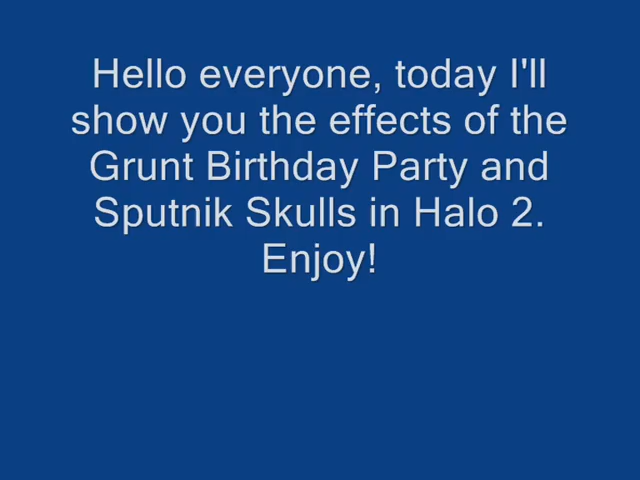 Hello everyone, today I'll
show you the effects of the
Grunt Birthday Party and
Sputnik Skulls in Halo 2.
Enjoy!